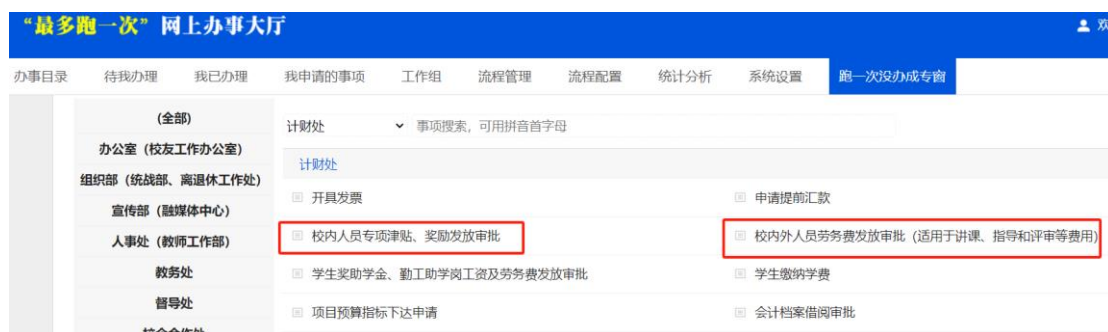 “最多跑一次” 网上办事大厅
办事目录 待我办理 我已办理 我申请的事项 工作组 流程管理 流程配置 统计分析 系统设置 跑一次没办成专窗
(全部)
计财处 事项搜索，可用拼音首字母
办公室（校友工作办公室）
计财处
组织部（统战部、离退休工作处）
开具发票 申请提前汇款
宣传部（融媒体中心）
人事处（教师工作部） 校内人员专项津贴、奖励发放审批 校内外人员劳务费发放审批（适用于讲课、指导和评审等费用)
教务处 学生奖助学金、勤工助学岗工资及劳务费发放审批 学生缴纳学费
督导处
项目预算指标下达申请 会计档案借阅审批